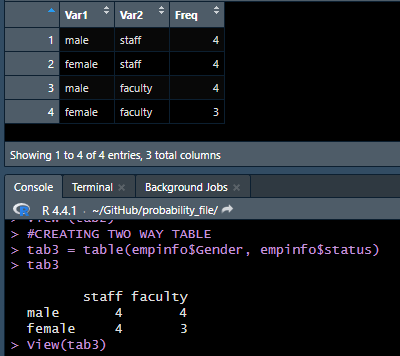 Var1 Var2 Freq
1 male staff 4
2 female staff 4
3 male faculty 4
4 female faculty 3
Showing 1 to 4 of 4 entries, 3 total columns
Console Terminal × Background Jobs ×
R 4.4.1 · ~/GitHub/probability_file/
> View (tab2)
> #CREATING TWO WAY TABLE
> tab3 = table(empinfo$Gender, empinfo$status)
> tab3
staff faculty
male 4 4
female 4 3
> View(tab3)